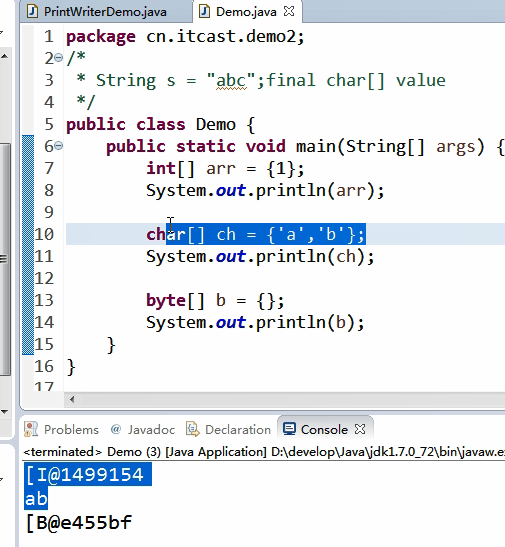 PrintWriterDemo.java
Demo.java
1 package cn.itcast.demo2;
2 /*
3  * String s = "abc";final char[] value
4  */
5 public class Demo {
6     public static void main(String[] args) {
7         int[] arr = {1};
8         System.out.println(arr);
9
10         char[] ch = {'a','b'};
11         System.out.println(ch);
12
13         byte[] b = {};
14         System.out.println(b);
15     }
16 }
17
Problems @ Javadoc Declaration Console
<terminated> Demo (3) [Java Application] D:\develop\Java\jdk1.7.0_72\bin\javaw.e
[I@1499154
ab
[B@e455bf